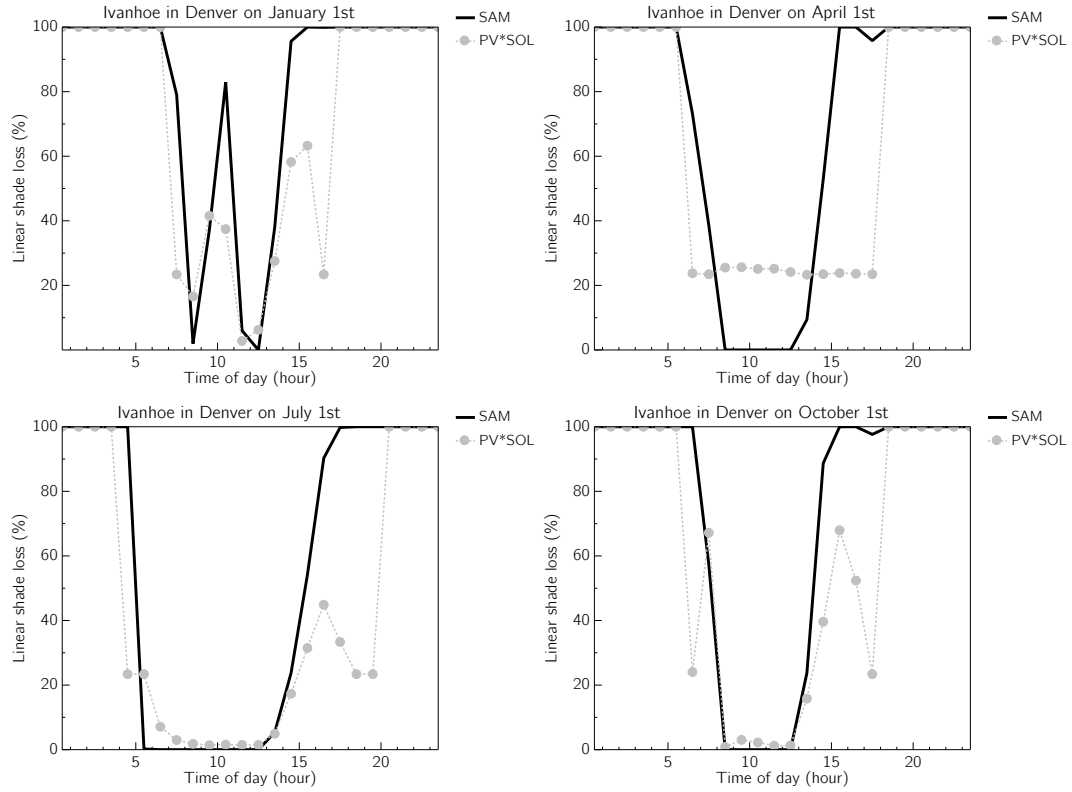 Ivanhoe in Denver on January 1st
SAM
PV*SOL
Linear shade loss (%)
100
80
60
40
20
0
5
10
15
20
Time of day (hour)
Ivanhoe in Denver on April 1st
SAM
PV*SOL
Linear shade loss (%)
100
80
60
40
20
0
5
10
15
20
Time of day (hour)
Ivanhoe in Denver on July 1st
SAM
PV*SOL
Linear shade loss (%)
100
80
60
40
20
0
5
10
15
20
Time of day (hour)
Ivanhoe in Denver on October 1st
SAM
PV*SOL
Linear shade loss (%)
100
80
60
40
20
0
5
10
15
20
Time of day (hour)